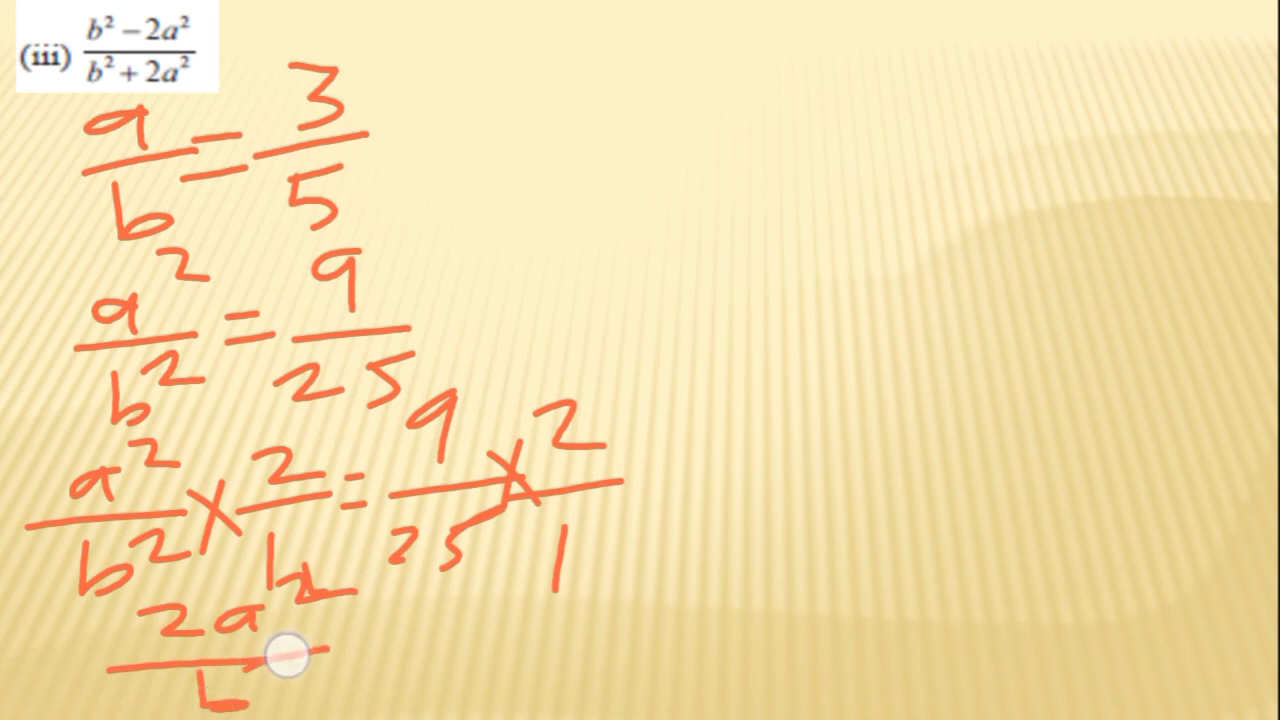 (iii) b² − 2a² / b² + 2a²
a/b = 3/5
a²/b² = 9/25
a²/b² × 2/1 = 9/25 × 2/1
2a²/b